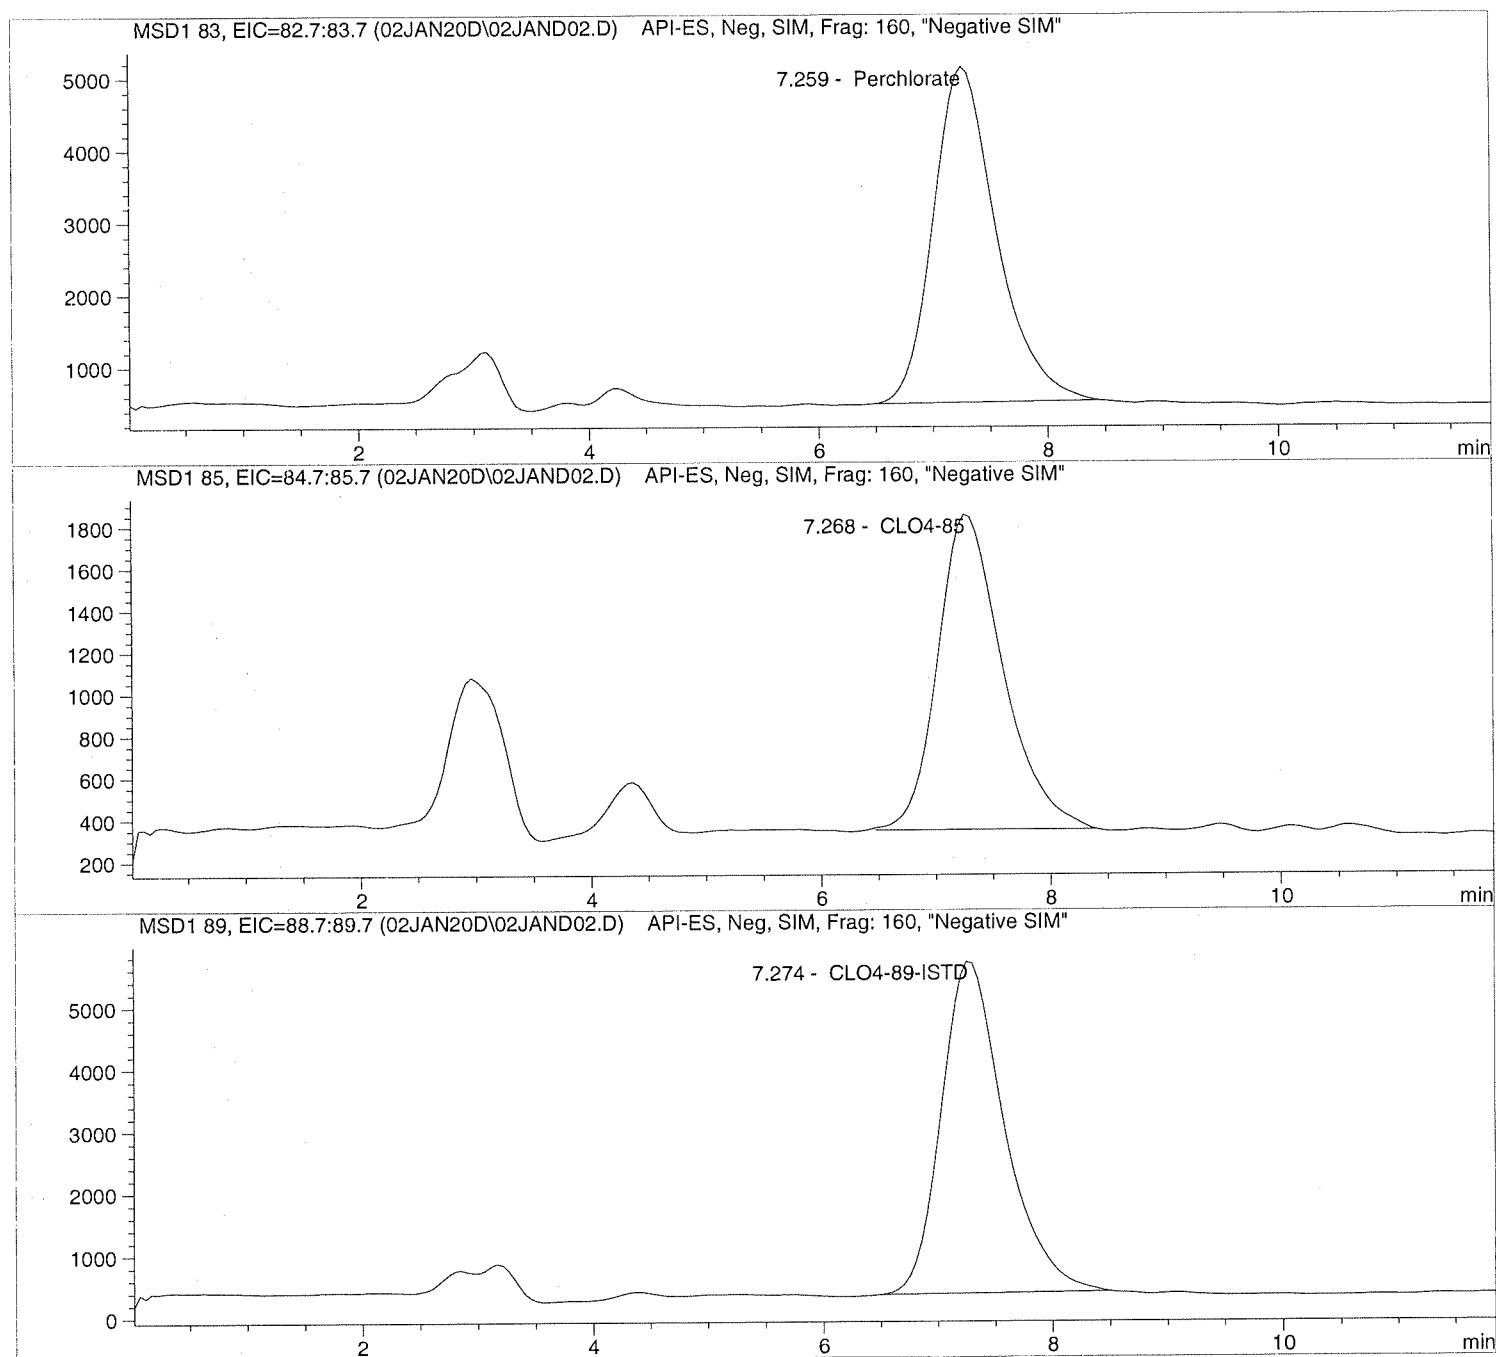 MSD1 83, EIC=82.7:83.7 (02JAN20D\02JAND02.D) API-ES, Neg, SIM, Frag: 160, "Negative SIM"
7.259 - Perchlorate
5000
4000
3000
2000
1000
2 4 6 8 10 min
MSD1 85, EIC=84.7:85.7 (02JAN20D\02JAND02.D) API-ES, Neg, SIM, Frag: 160, "Negative SIM"
7.268 - CLO4-85
1800
1600
1400
1200
1000
800
600
400
200
2 4 6 8 10 min
MSD1 89, EIC=88.7:89.7 (02JAN20D\02JAND02.D) API-ES, Neg, SIM, Frag: 160, "Negative SIM"
7.274 - CLO4-89-ISTD
5000
4000
3000
2000
1000
0
2 4 6 8 10 min